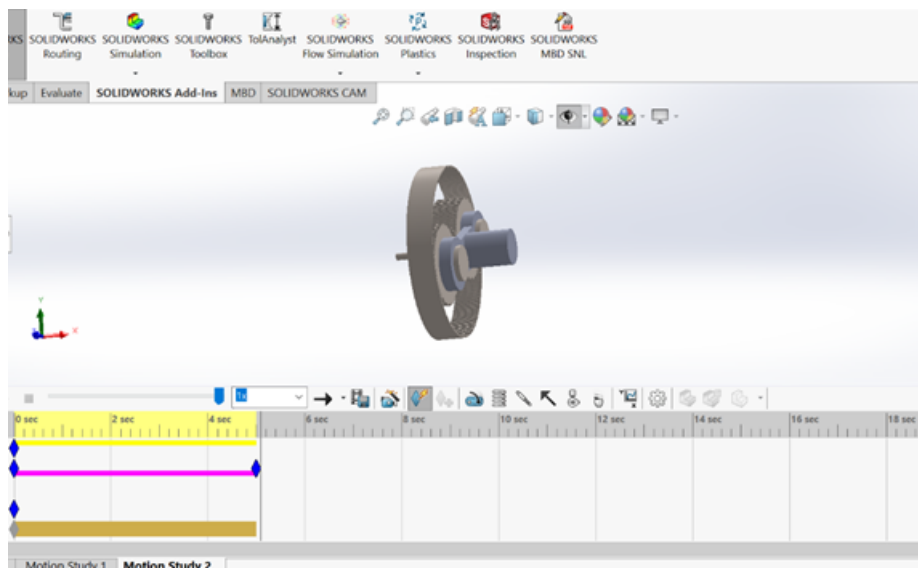 SOLIDWORKS SOLIDWORKS SOLIDWORKS TolAnalyst SOLIDWORKS SOLIDWORKS SOLIDWORKS SOLIDWORKS
Routing Simulation Toolbox Flow Simulation Plastics Inspection MBD SNL
Evaluate SOLIDWORKS Add-Ins MBD SOLIDWORKS CAM
Y
X
1x
0 sec 2 sec 4 sec 6 sec 8 sec 10 sec 12 sec 14 sec 16 sec 18 sec
Motion Study 1 Motion Study 2